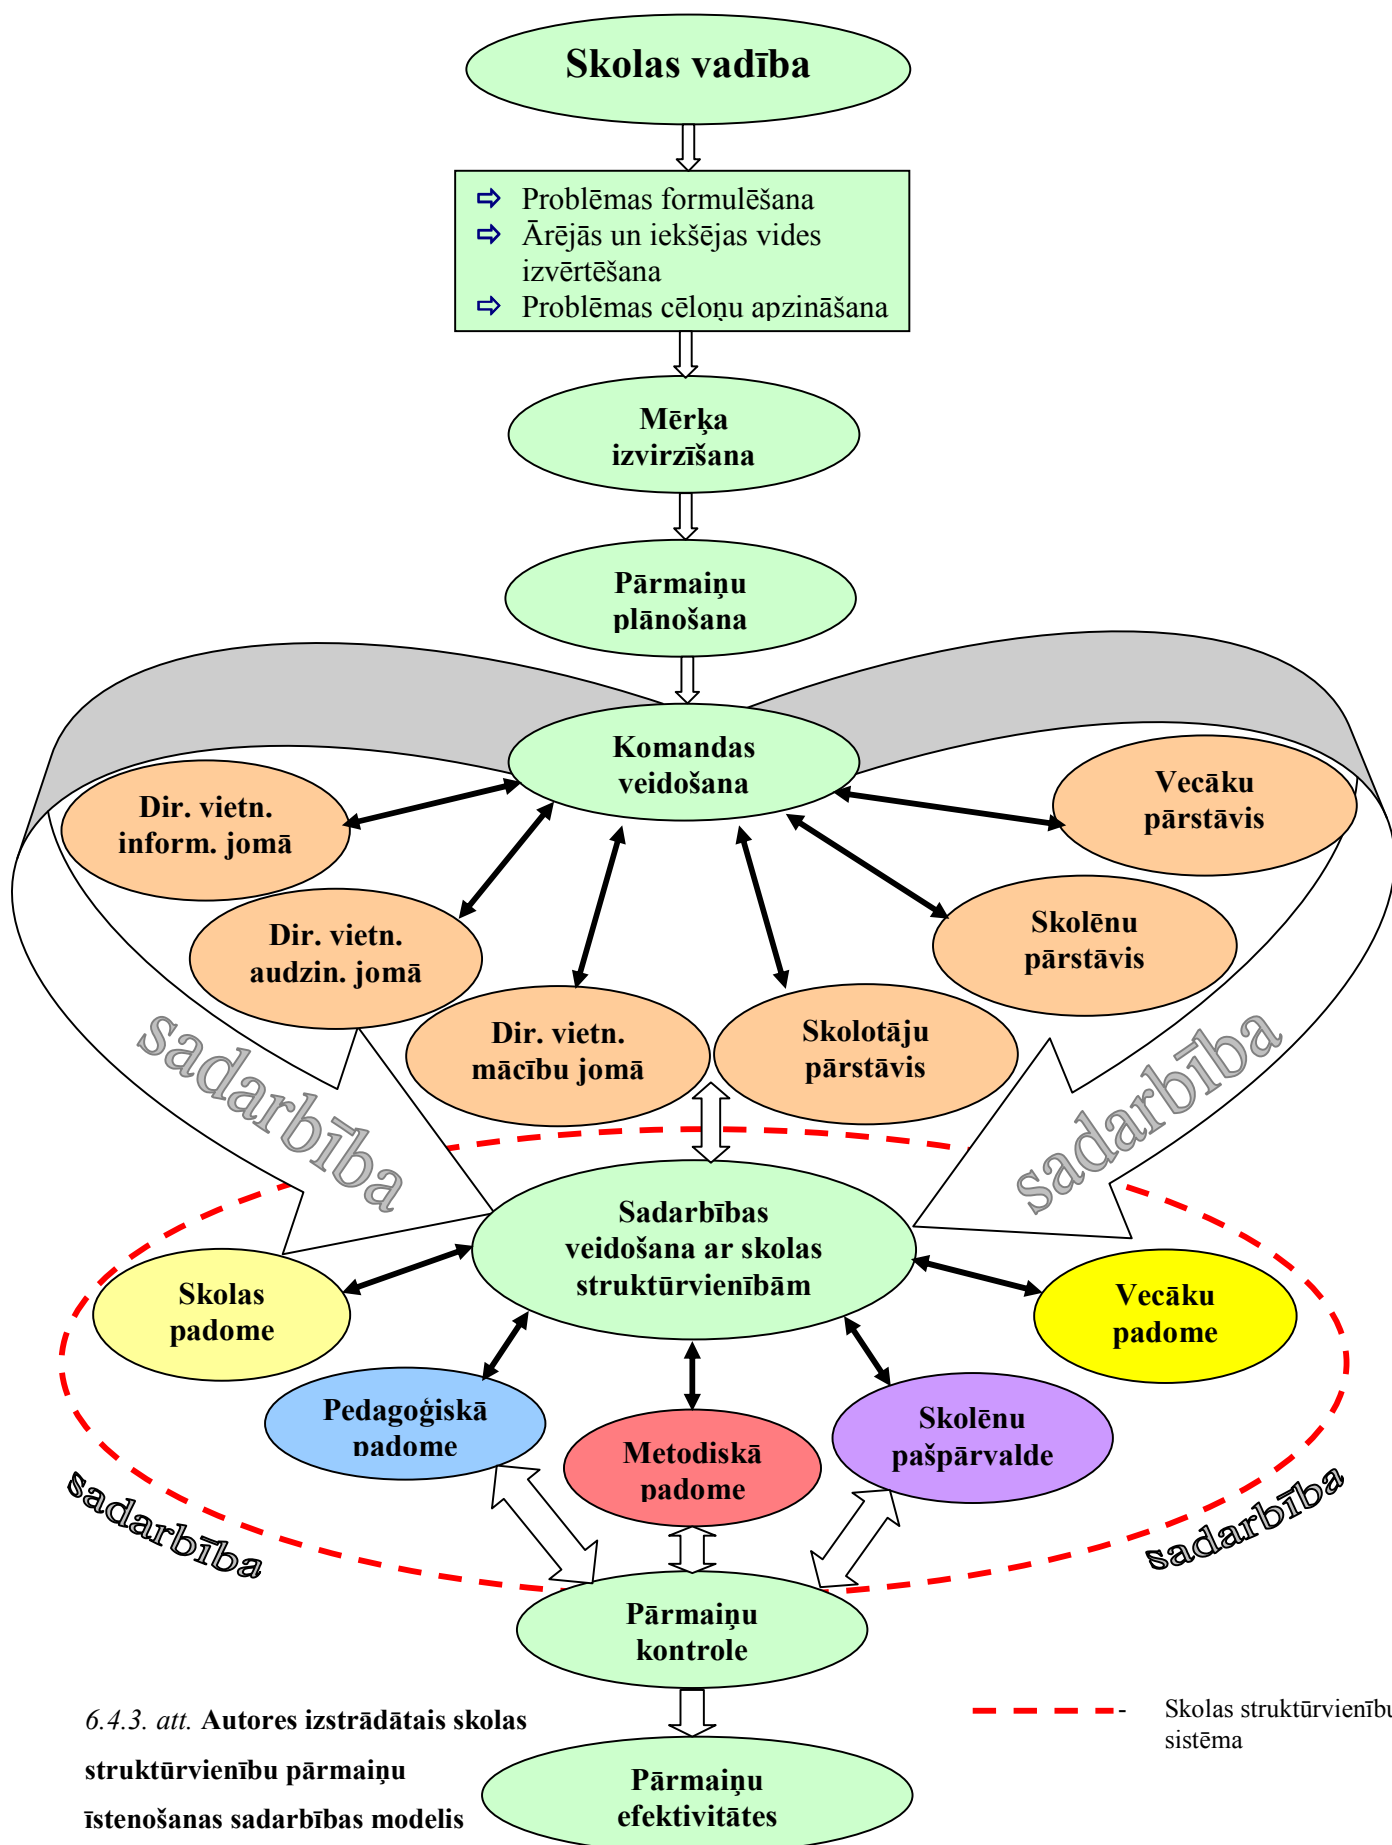 Skolas vadība
Problēmas formulēšana
Ārējās un iekšējas vides
izvērtēšana
Problēmas cēloņu apzināšana
Mērķa
izvirzīšana
Pārmaiņu
plānošana
Komandas
veidošana
Dir. vietn.
inform. jomā
Vecāku
pārstāvis
Dir. vietn.
audzin. jomā
Skolēnu
pārstāvis
Dir. vietn.
mācību jomā
Skolotāju
pārstāvis
sadarbība
sadarbība
Sadarbības
veidošana ar skolas
struktūrvienībām
Skolas
padome
Vecāku
padome
Pedagoģiskā
padome
Metodiskā
padome
Skolēnu
pašpārvalde
sadarbība
sadarbība
Pārmaiņu
kontrole
6.4.3. att. Autores izstrādātais skolas
struktūrvienību pārmaiņu
īstenošanas sadarbības modelis
- Skolas struktūrvienību
sistēma
Pārmaiņu
efektivitātes